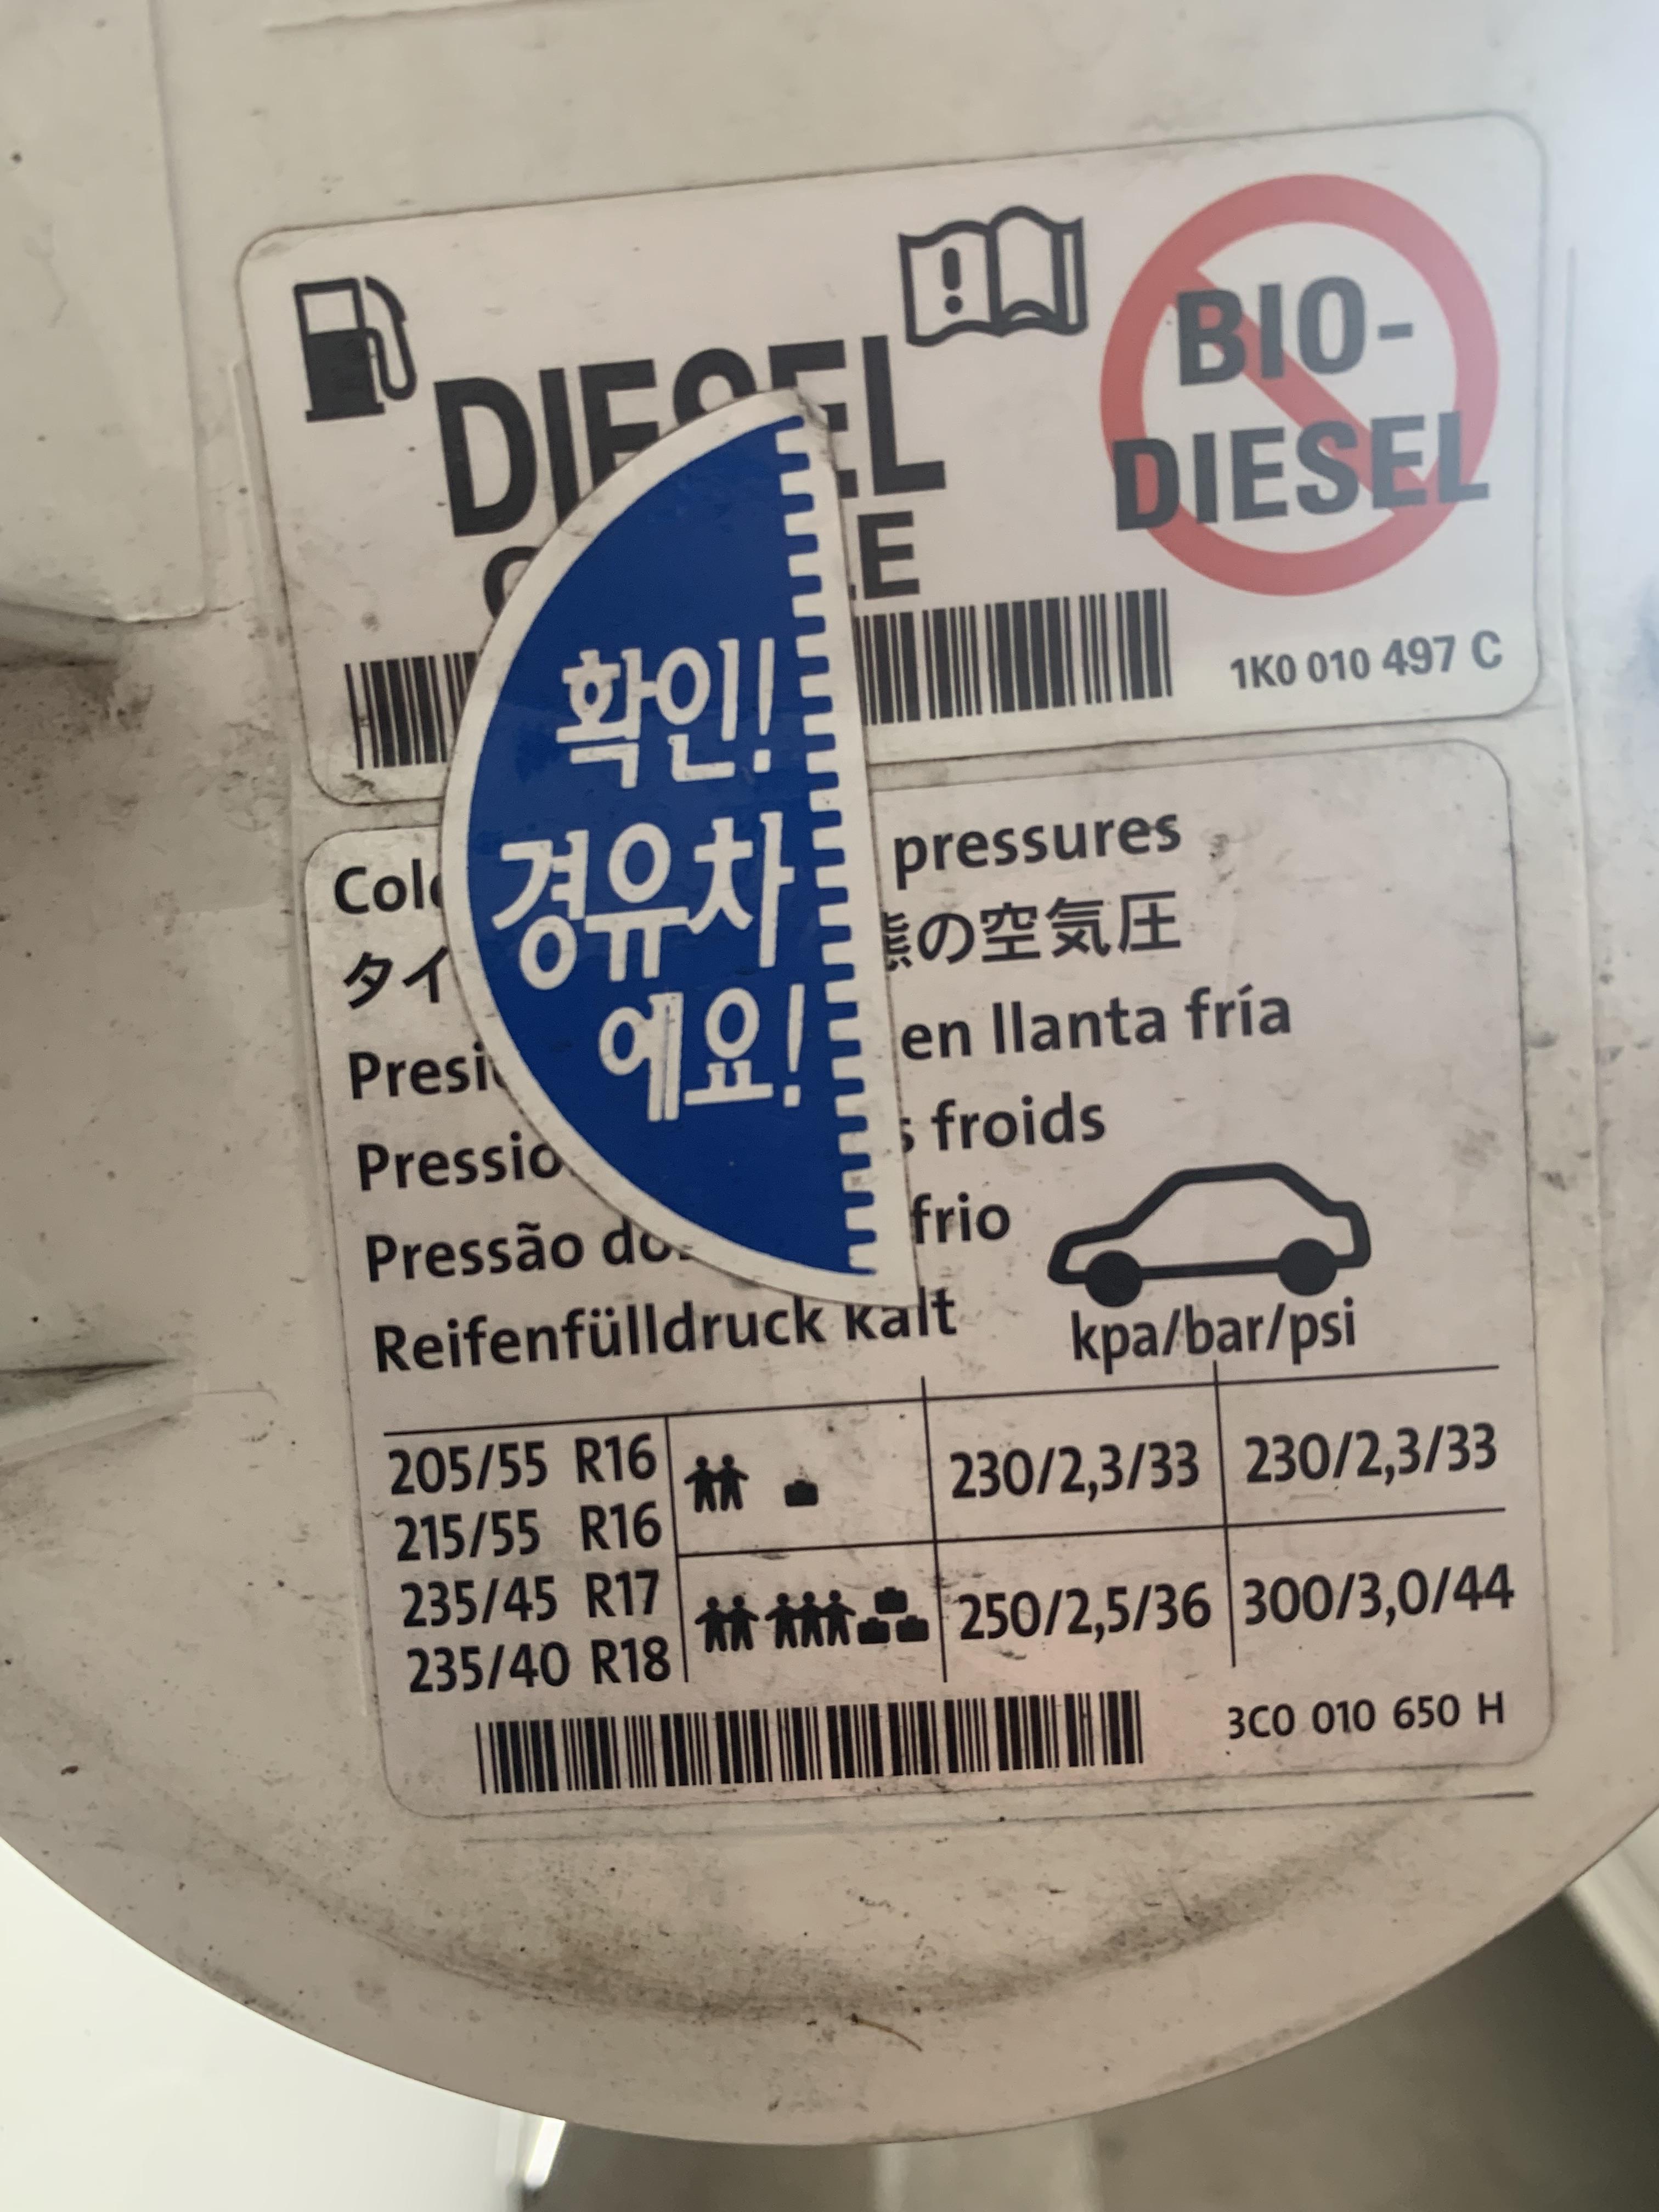 DIESEL
BIO-
DIESEL
1K0 010 497 C
확인!
경유차
예요!
pressures
タイ
の空気圧
en llanta fría
froids
Pressão
frio
Reifenfülldruck kalt
kpa/bar/psi
205/55 R16
215/55 R16
235/45 R17
235/40 R18
230/2,3/33 230/2,3/33
250/2,5/36 300/3,0/44
3C0 010 650 H